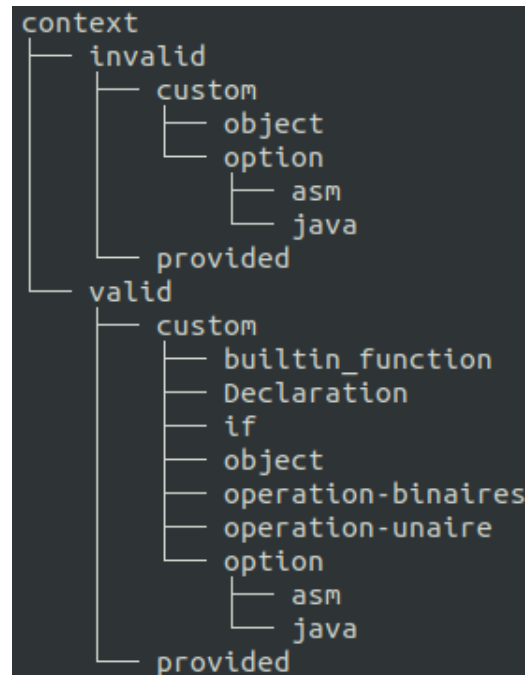 context
invalid
custom
object
option
asm
java
provided
valid
custom
builtin_function
Declaration
if
object
operation-binaires
operation-unaire
option
asm
java
provided